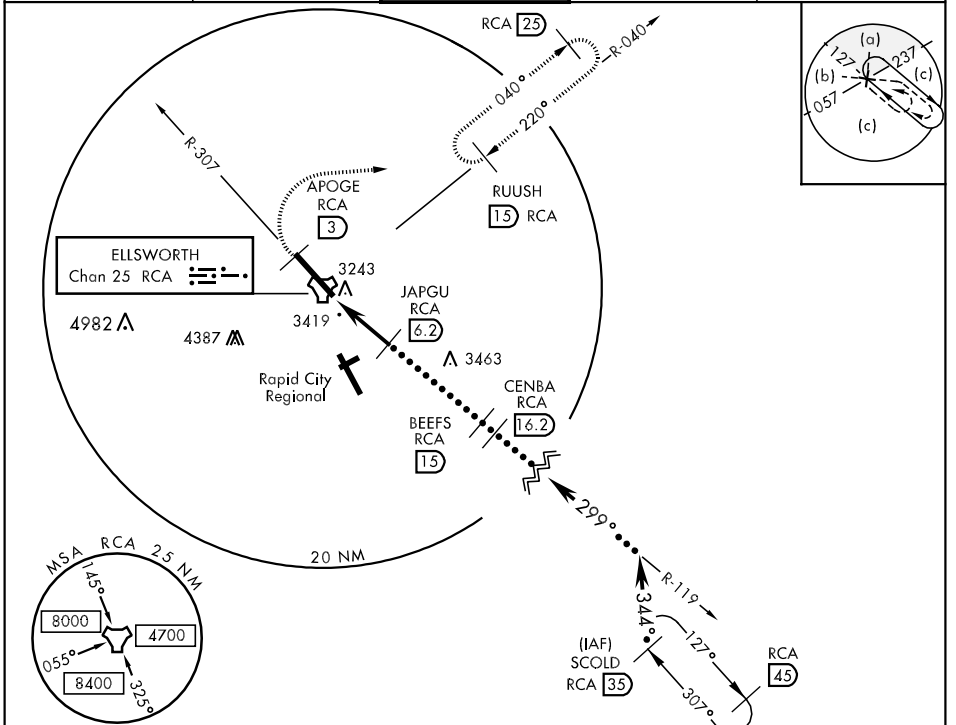 RCA 25
R-040
040°
220°
RUUSH
15 RCA
(a)
127
237
(b)
(c)
057
(c)
R-307
APOGE
RCA
3
ELLSWORTH
Chan 25 RCA
3243
3419
4982
4387
JAPGU
RCA
6.2
3463
Rapid City
Regional
CENBA
RCA
16.2
BEEFS
RCA
15
299°
20 NM
R-119
344°
127°
307°
(IAF)
SCOLD
RCA 35
RCA
45
MSA RCA 25 NM
145°
8000
4700
055°
8400
325°